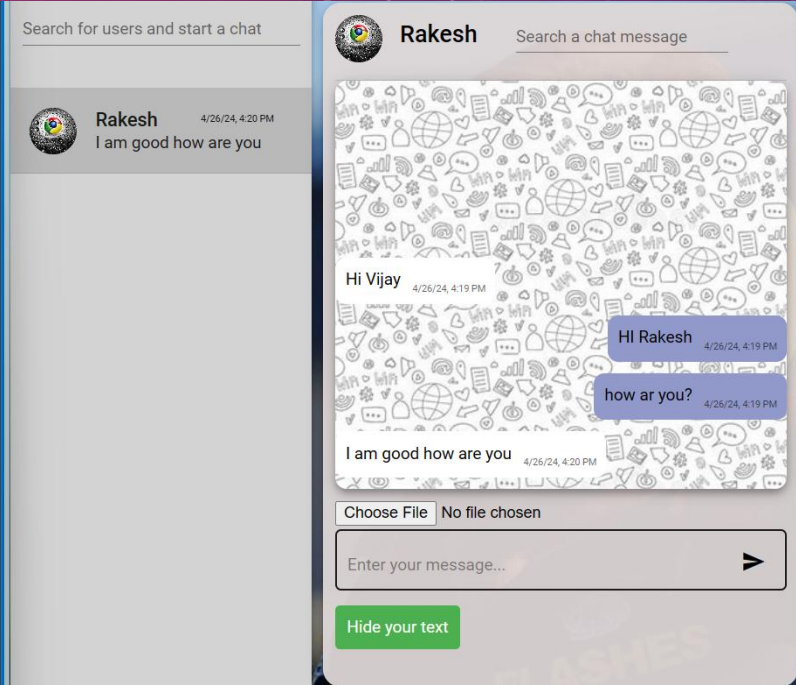 Search for users and start a chat
Rakesh 4/26/24, 4:20 PM
I am good how are you
Rakesh
Search a chat message
Hi Vijay 4/26/24, 4:19 PM
HI Rakesh 4/26/24, 4:19 PM
how ar you? 4/26/24, 4:19 PM
I am good how are you 4/26/24, 4:20 PM
Choose File No file chosen
Enter your message...
Hide your text